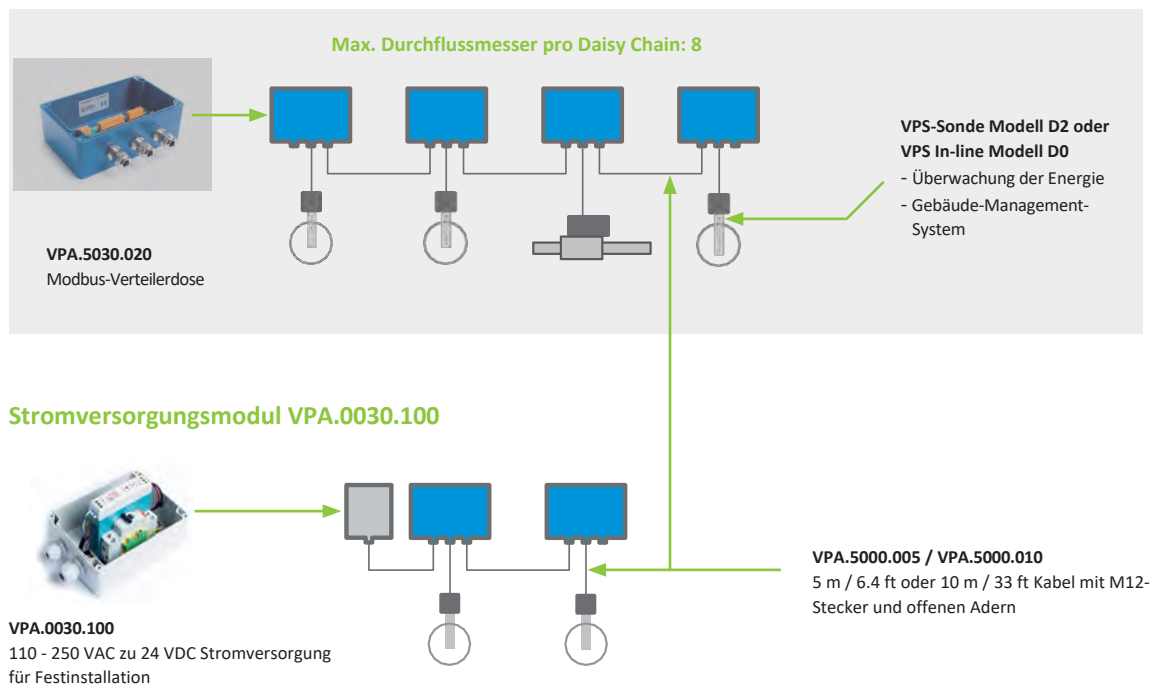 Max. Durchflussmesser pro Daisy Chain: 8
VPS-Sonde Modell D2 oder
VPS In-line Modell D0
- Überwachung der Energie
- Gebäude-Management-
System
VPA.5030.020
Modbus-Verteilerdose
Stromversorgungsmodul VPA.0030.100
VPA.5000.005 / VPA.5000.010
5 m / 6.4 ft oder 10 m / 33 ft Kabel mit M12-
Stecker und offenen Adern
VPA.0030.100
110 - 250 VAC zu 24 VDC Stromversorgung
für Festinstallation